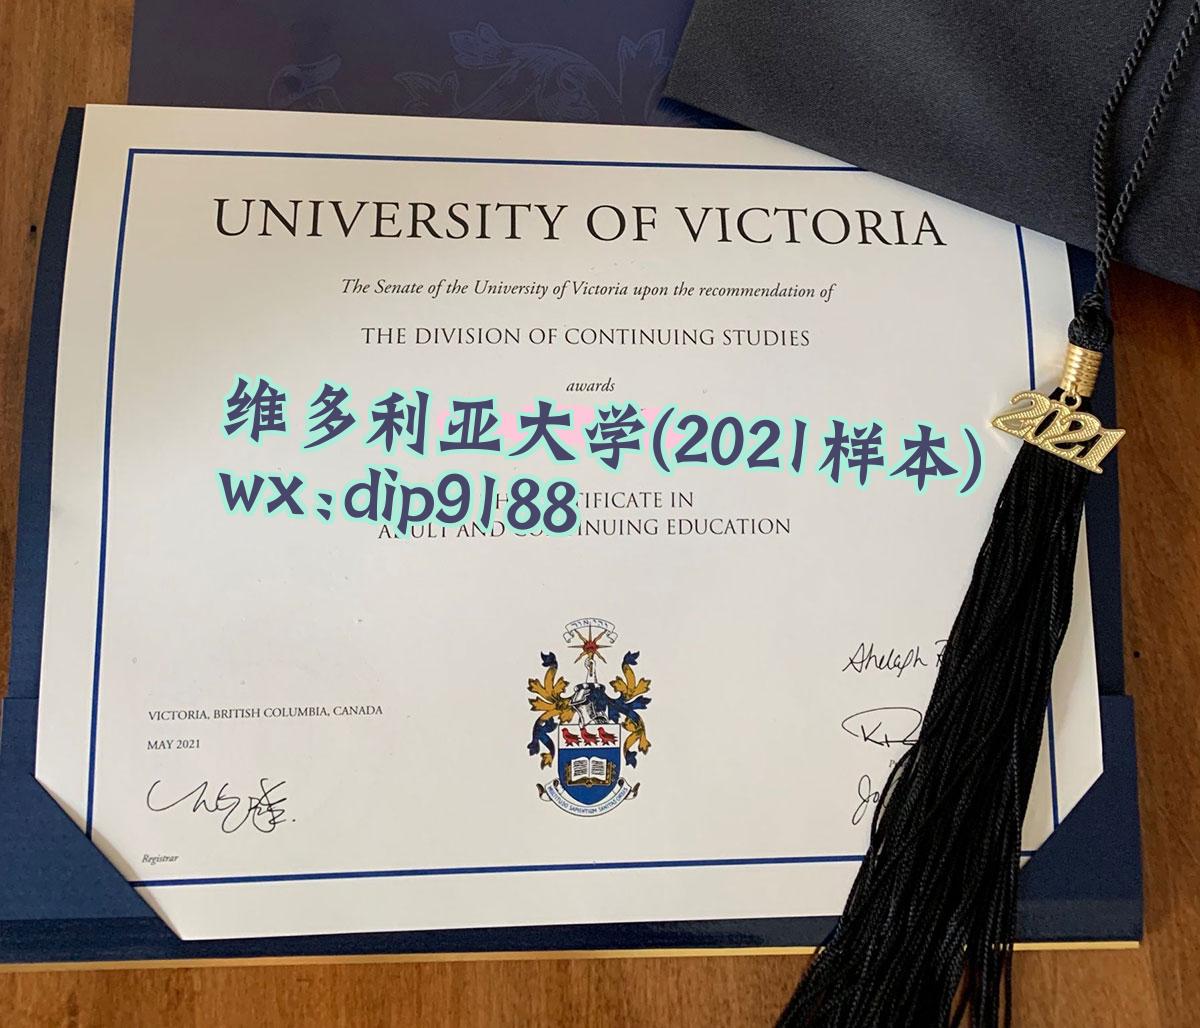 UNIVERSITY OF VICTORIA
The Senate of the University of Victoria upon the recommendation of
THE DIVISION OF CONTINUING STUDIES
awards
维多利亚大学(2021样本)
wx:dip9188
IN
AND EDUCATION
2021
VICTORIA, BRITISH COLUMBIA, CANADA
MAY 2021
Registrar